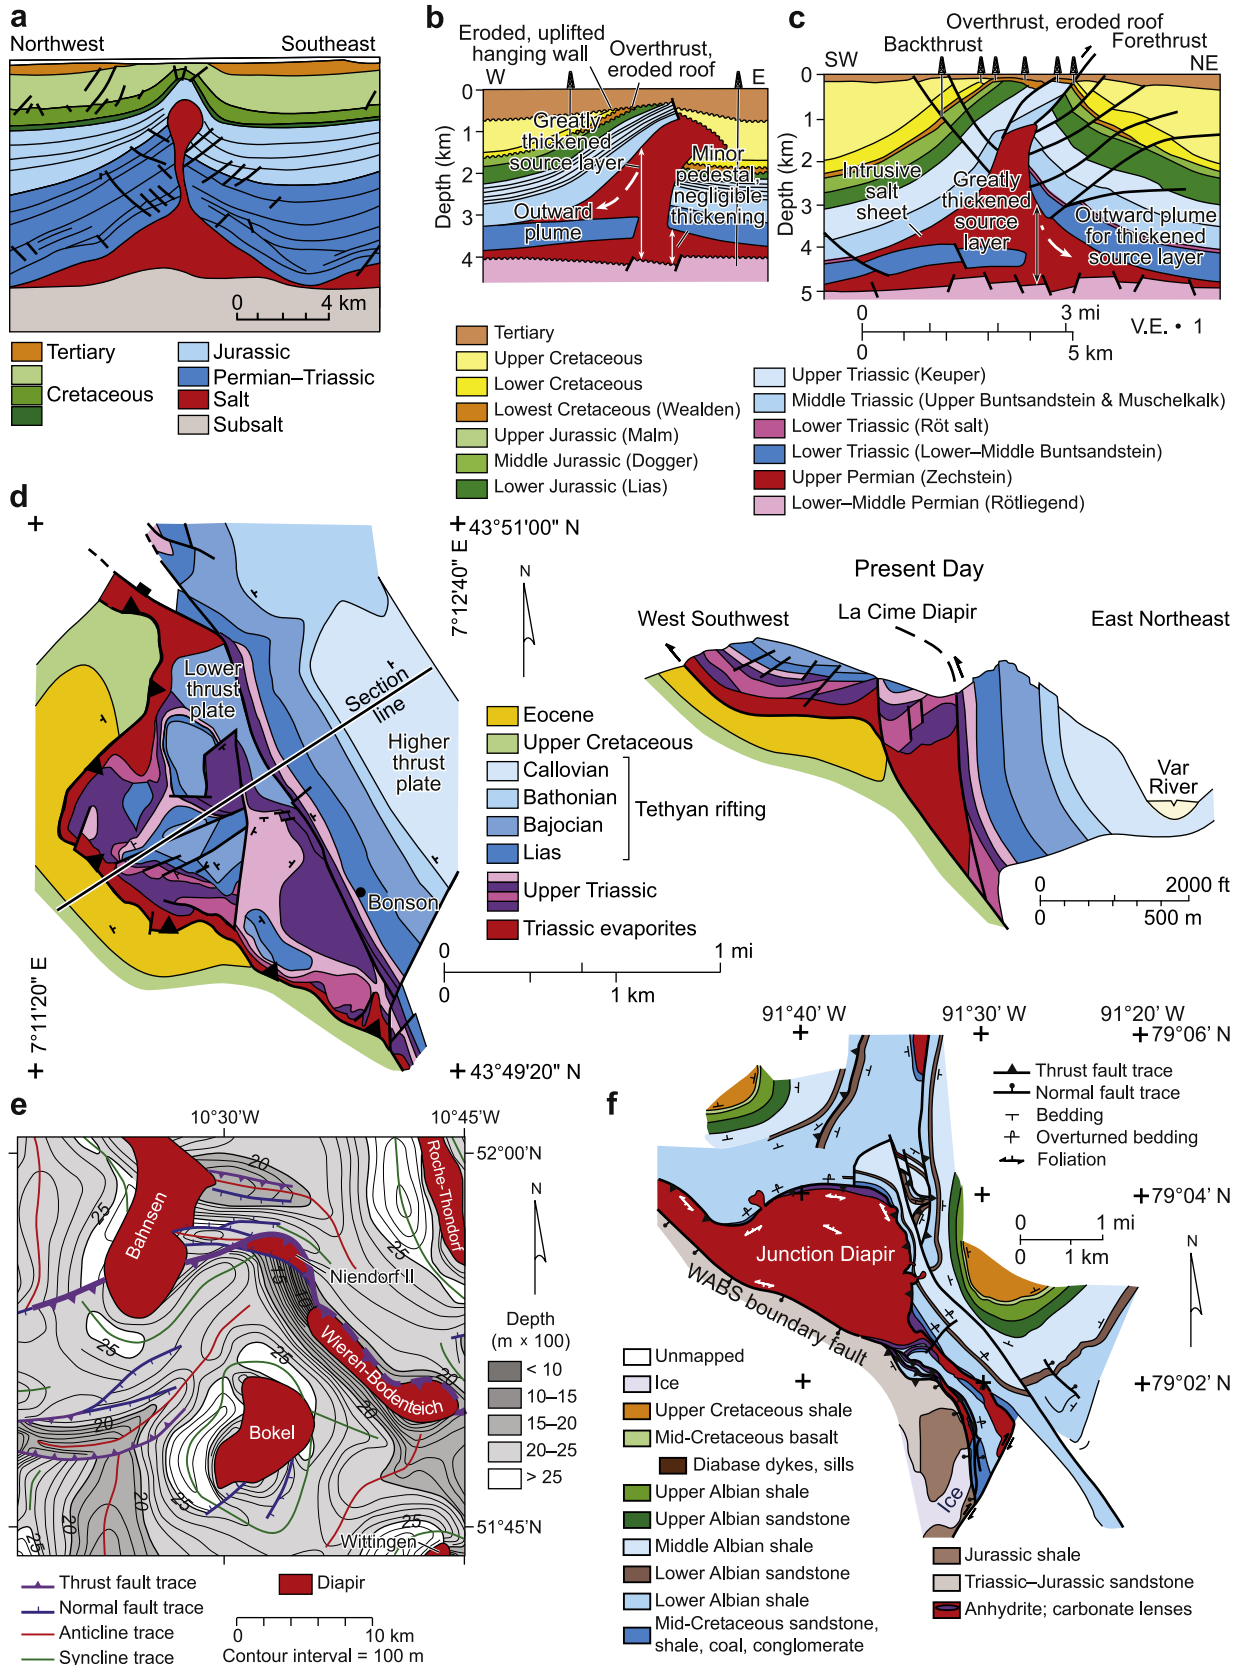 a
Northwest
Southeast
0
4 km
Tertiary
Cretaceous
Jurassic
Permian–Triassic
Salt
Subsalt
b
Eroded, uplifted
hanging wall
Overthrust,
eroded roof
W
E
0
1
2
3
4
Depth (km)
Greatly
thickened
source layer
Minor
pedestal,
negligible
thickening
Outward
plume
c
Overthrust, eroded roof
Backthrust
Forethrust
SW
NE
0
1
2
3
4
5
Depth (km)
Intrusive
salt
sheet
Greatly
thickened
source
layer
Outward plume
for thickened
source layer
0
3 mi
0
5 km
V.E. • 1
Tertiary
Upper Cretaceous
Lower Cretaceous
Lowest Cretaceous (Wealden)
Upper Jurassic (Malm)
Middle Jurassic (Dogger)
Lower Jurassic (Lias)
Upper Triassic (Keuper)
Middle Triassic (Upper Buntsandstein & Muschelkalk)
Lower Triassic (Röt salt)
Lower Triassic (Lower–Middle Buntsandstein)
Upper Permian (Zechstein)
Lower–Middle Permian (Rötliegend)
d
43°51'00" N
7°12'40" E
N
Lower
thrust
plate
Section
line
Higher
thrust
plate
Bonson
7°11'20" E
43°49'20" N
Eocene
Upper Cretaceous
Callovian
Bathonian
Bajocian
Lias
Tethyan rifting
Upper Triassic
Triassic evaporites
0
1 mi
0
1 km
Present Day
West Southwest
La Cime Diapir
East Northeast
Var
River
0
2000 ft
0
500 m
e
10°30'W
10°45'W
52°00'N
51°45'N
N
Bahnsen
Roche-Thondorf
Niendorf II
Wieren-Bodenteich
Bokel
Wittingen
20
25
25
15
25
25
20
20
20
20
25
25
25
Depth
(m x 100)
< 10
10–15
15–20
20–25
> 25
Thrust fault trace
Normal fault trace
Anticline trace
Syncline trace
Diapir
0
10 km
Contour interval = 100 m
f
91°40' W
91°30' W
91°20' W
79°06' N
79°04' N
79°02' N
Thrust fault trace
Normal fault trace
Bedding
Overturned bedding
Foliation
0
1 mi
0
1 km
N
Junction Diapir
WABS boundary fault
Ice
Unmapped
Ice
Upper Cretaceous shale
Mid-Cretaceous basalt
Diabase dykes, sills
Upper Albian shale
Upper Albian sandstone
Middle Albian shale
Lower Albian sandstone
Lower Albian shale
Mid-Cretaceous sandstone,
shale, coal, conglomerate
Jurassic shale
Triassic–Jurassic sandstone
Anhydrite; carbonate lenses